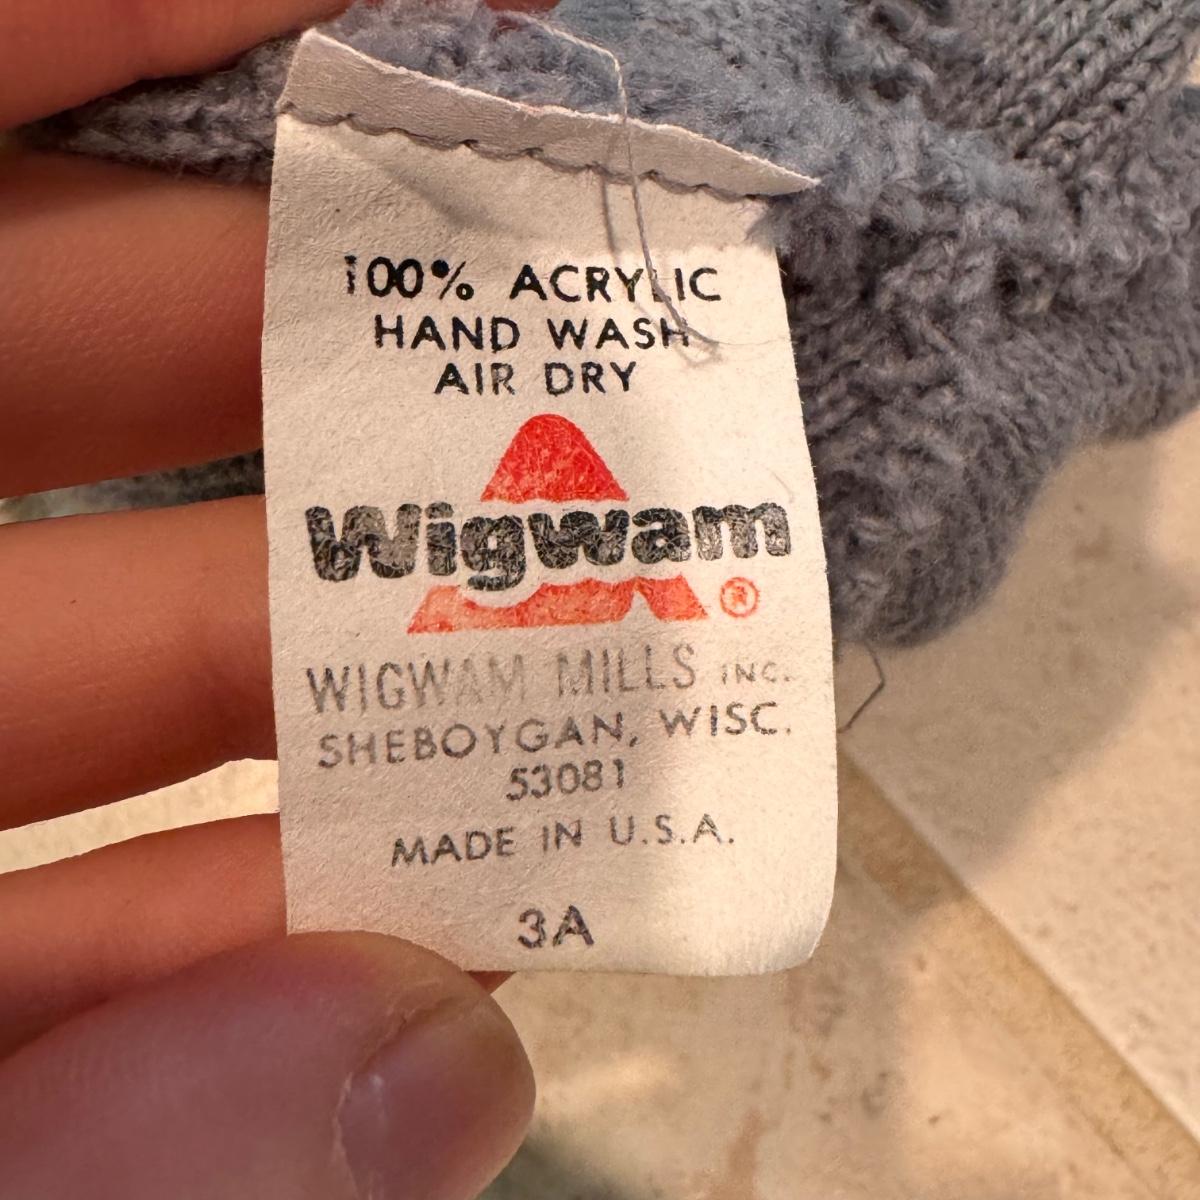 100% ACRYLIC
HAND WASH
AIR DRY
Wigwam
®
WIGWAM MILLS INC.
SHEBOYGAN, WISC.
53081
MADE IN U.S.A.
3A